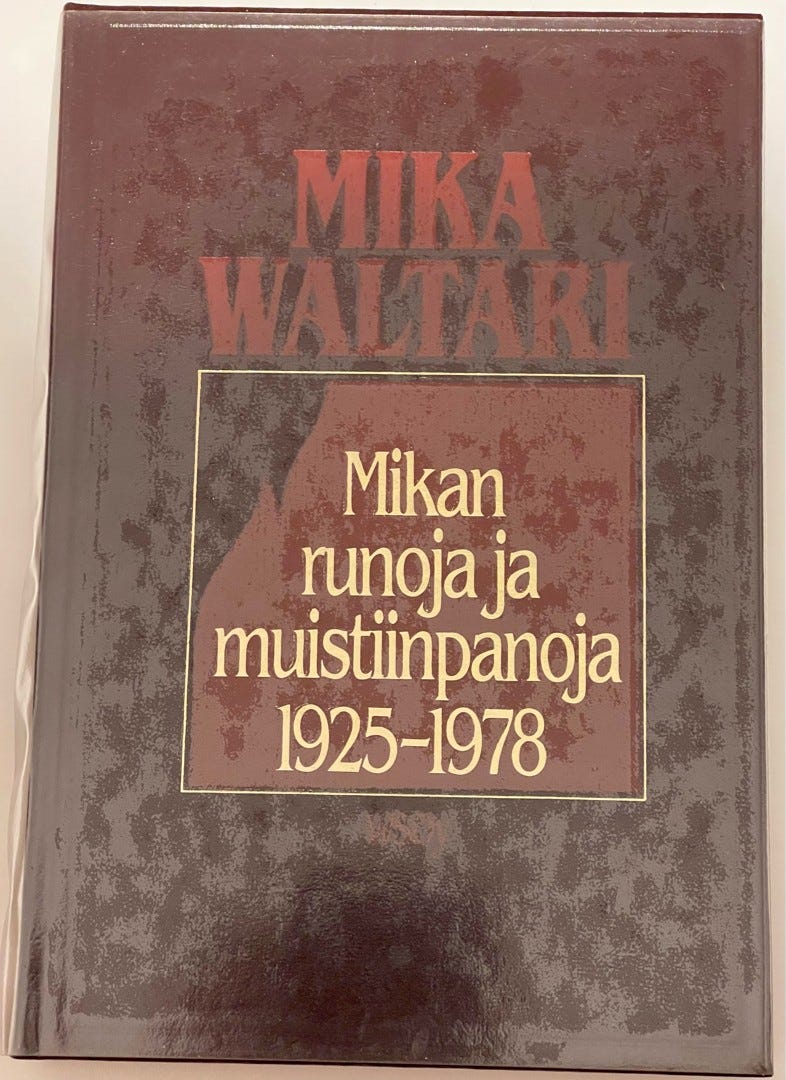 MIKA
WALTARI
Mikan
runoja ja
muistiinpanoja
1925-1978
WSOY